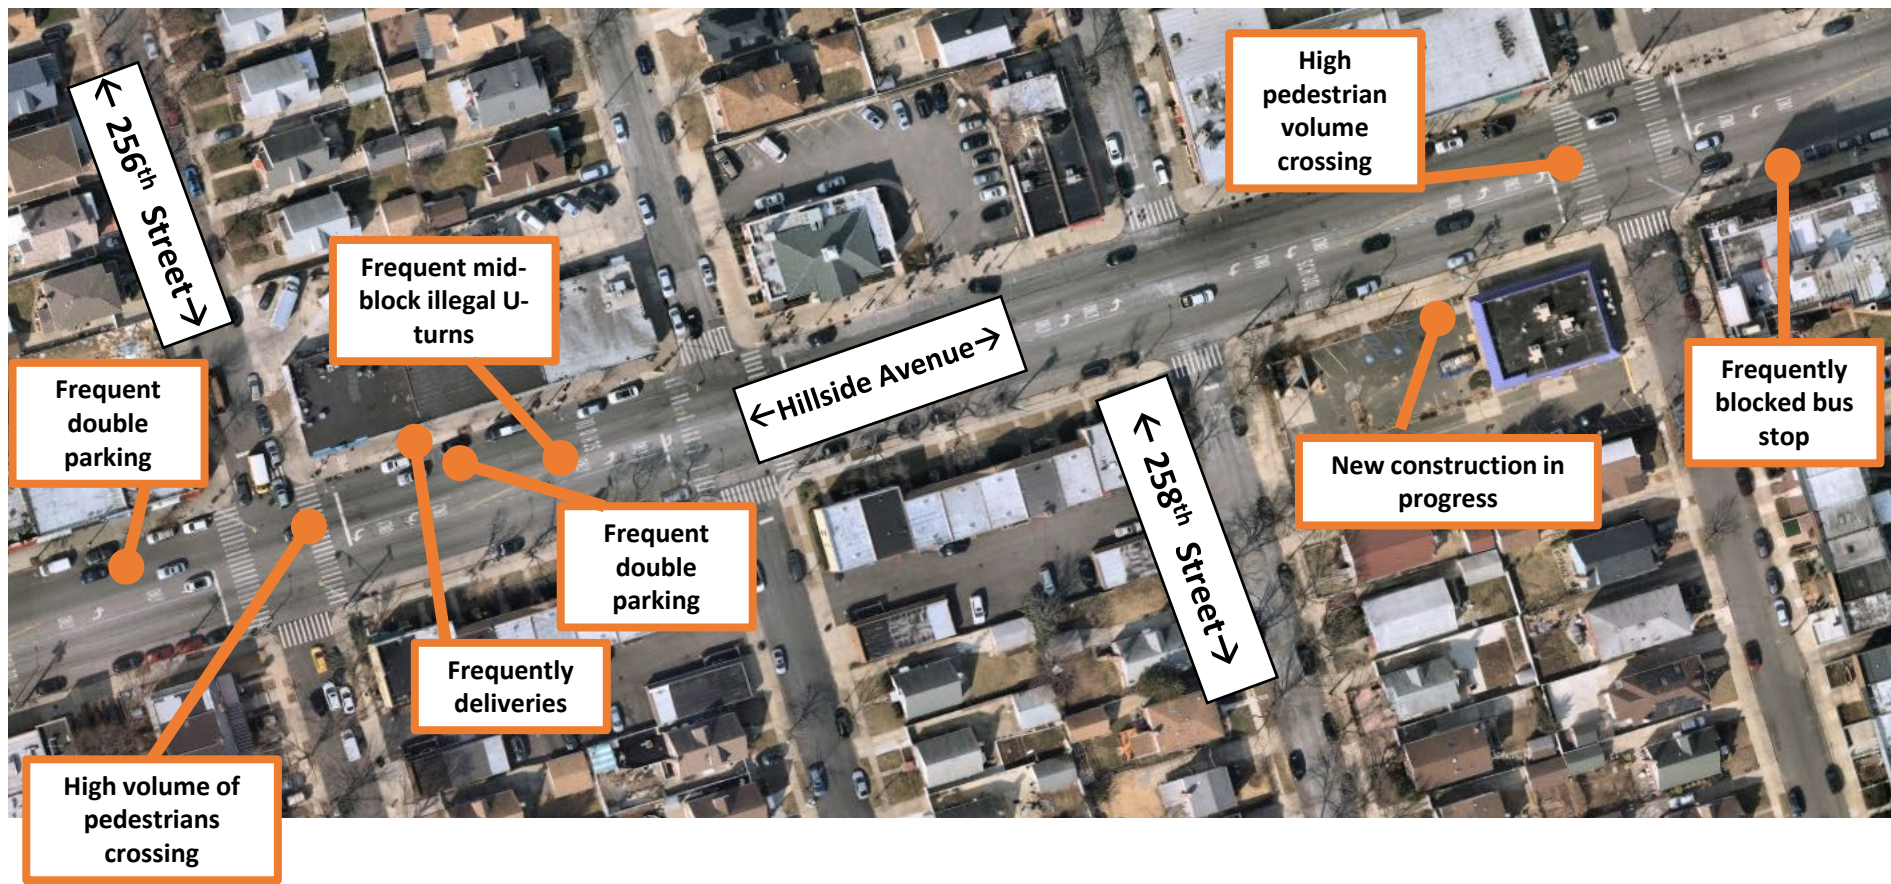 ← 256th Street→
High
pedestrian
volume
crossing
Frequent mid-
block illegal U-
turns
←Hillside Avenue→
Frequent
double
parking
Frequently
blocked bus
stop
← 258th Street→
New construction in
progress
Frequent
double
parking
Frequently
deliveries
High volume of
pedestrians
crossing